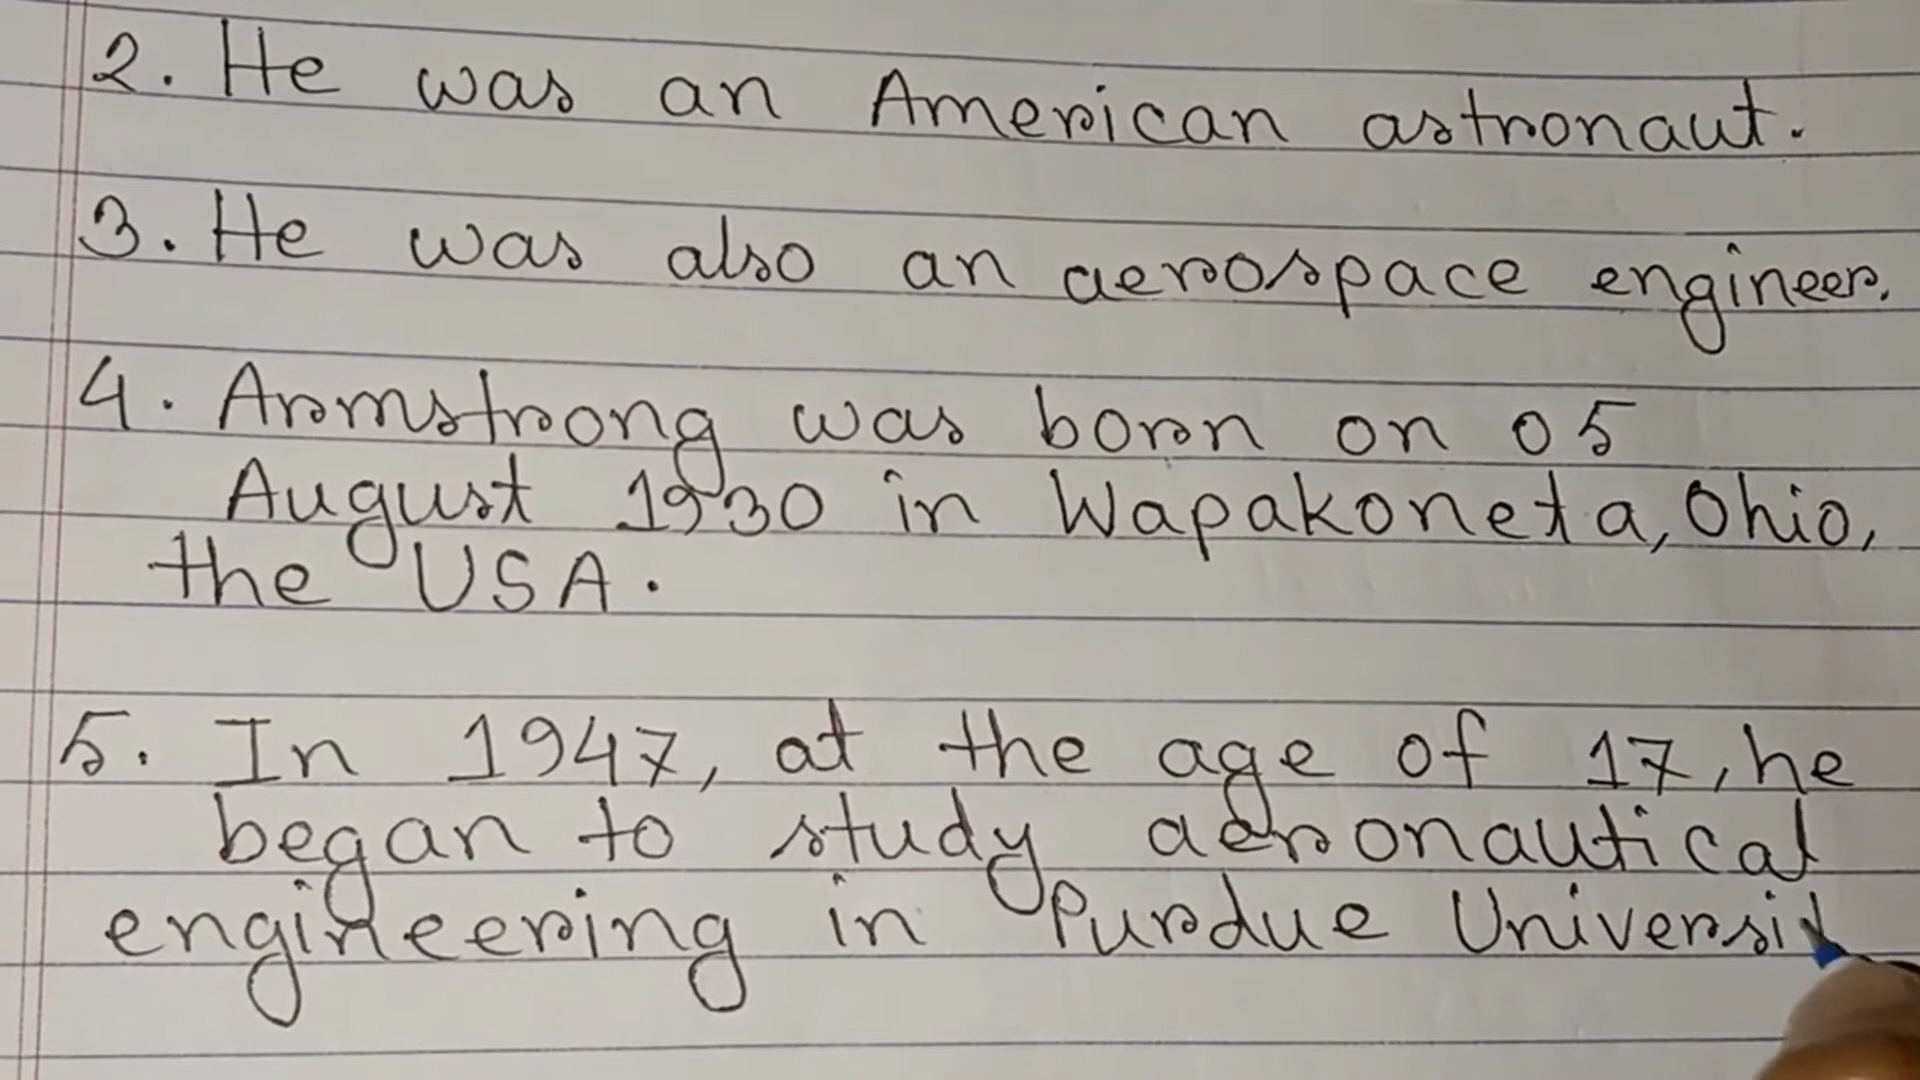 2. He was an American astronaut.
3. He was also an aerospace engineer.
4. Armstrong was born on 05
August 1930 in Wapakoneta, Ohio,
the USA.
5. In 1947, at the age of 17, he
began to study aeronautical
engineering in Purdue Universit